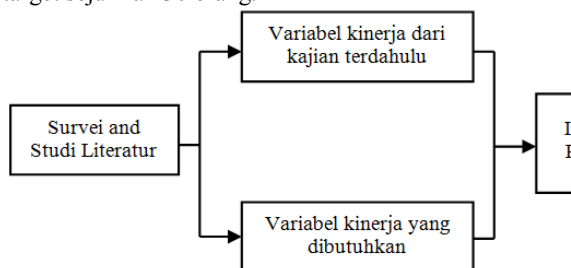 Variabel kinerja dari
kajian terdahulu
Survei and
Studi Literatur
Variabel kinerja yang
dibutuhkan